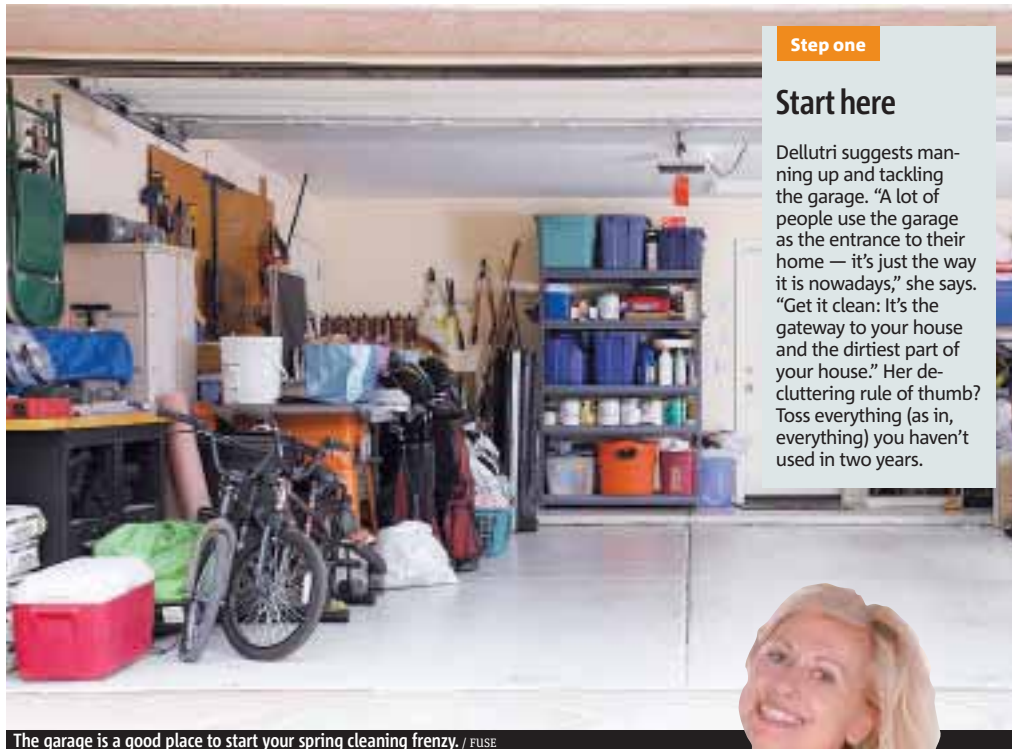 Step one
Start here
Dellutri suggests man-
ning up and tackling
the garage. “A lot of
people use the garage
as the entrance to their
home — it’s just the way
it is nowadays,” she says.
“Get it clean: It’s the
gateway to your house
and the dirtiest part of
your house.” Her de-
cluttering rule of thumb?
Toss everything (as in,
everything) you haven’t
used in two years.
The garage is a good place to start your spring cleaning frenzy. / FUSE